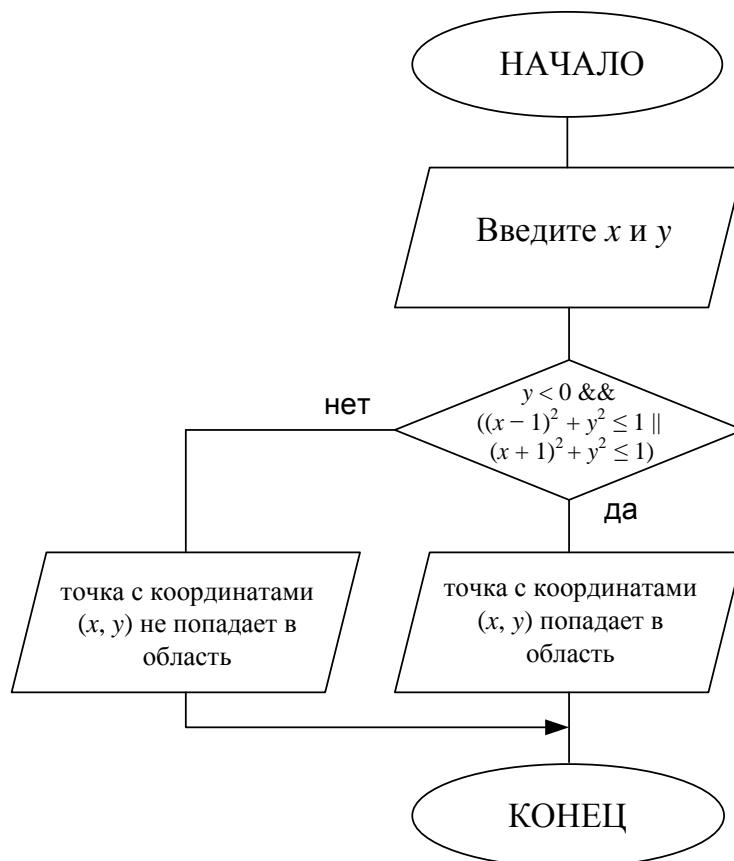 НАЧАЛО
Введите x и y
y < 0 &&
((x − 1)² + y² ≤ 1 ||
(x + 1)² + y² ≤ 1)
нет
да
точка с координатами
(x, y) не попадает в
область
точка с координатами
(x, y) попадает в
область
КОНЕЦ